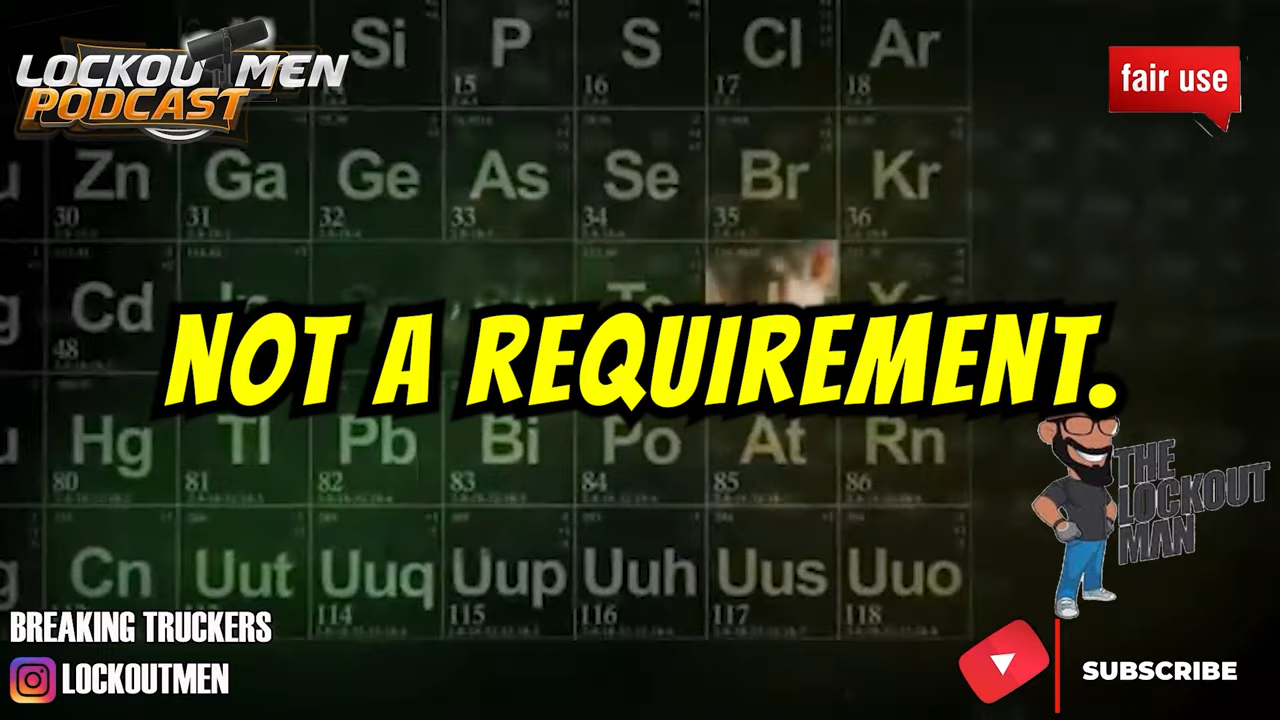 LOCKOUTMEN
PODCAST
fair use
Si P S Cl Ar
15 16 17 18
Zn Ga Ge As Se Br Kr
30 31 32 33 34 35 36
Cd Te
48
NOT A REQUIREMENT.
Hg Tl Pb Bi Po At Rn
80 81 82 83 84 85 86
THE
LOCKOUT
MAN
Cn Uut Uuq Uup Uuh Uus Uuo
114 115 116 117 118
BREAKING TRUCKERS
LOCKOUTMEN
SUBSCRIBE